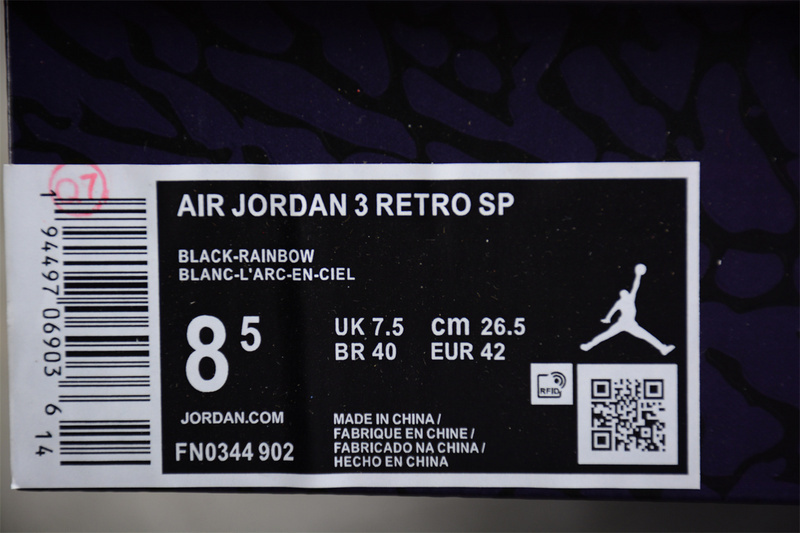 AIR JORDAN 3 RETRO SP
BLACK-RAINBOW
BLANC-L'ARC-EN-CIEL
8 5
UK 7.5 cm 26.5
BR 40 EUR 42
RFID
JORDAN.COM
FN0344 902
MADE IN CHINA /
FABRIQUE EN CHINE /
FABRICADO NA CHINA /
HECHO EN CHINA
07
1 94497 06903 6 14